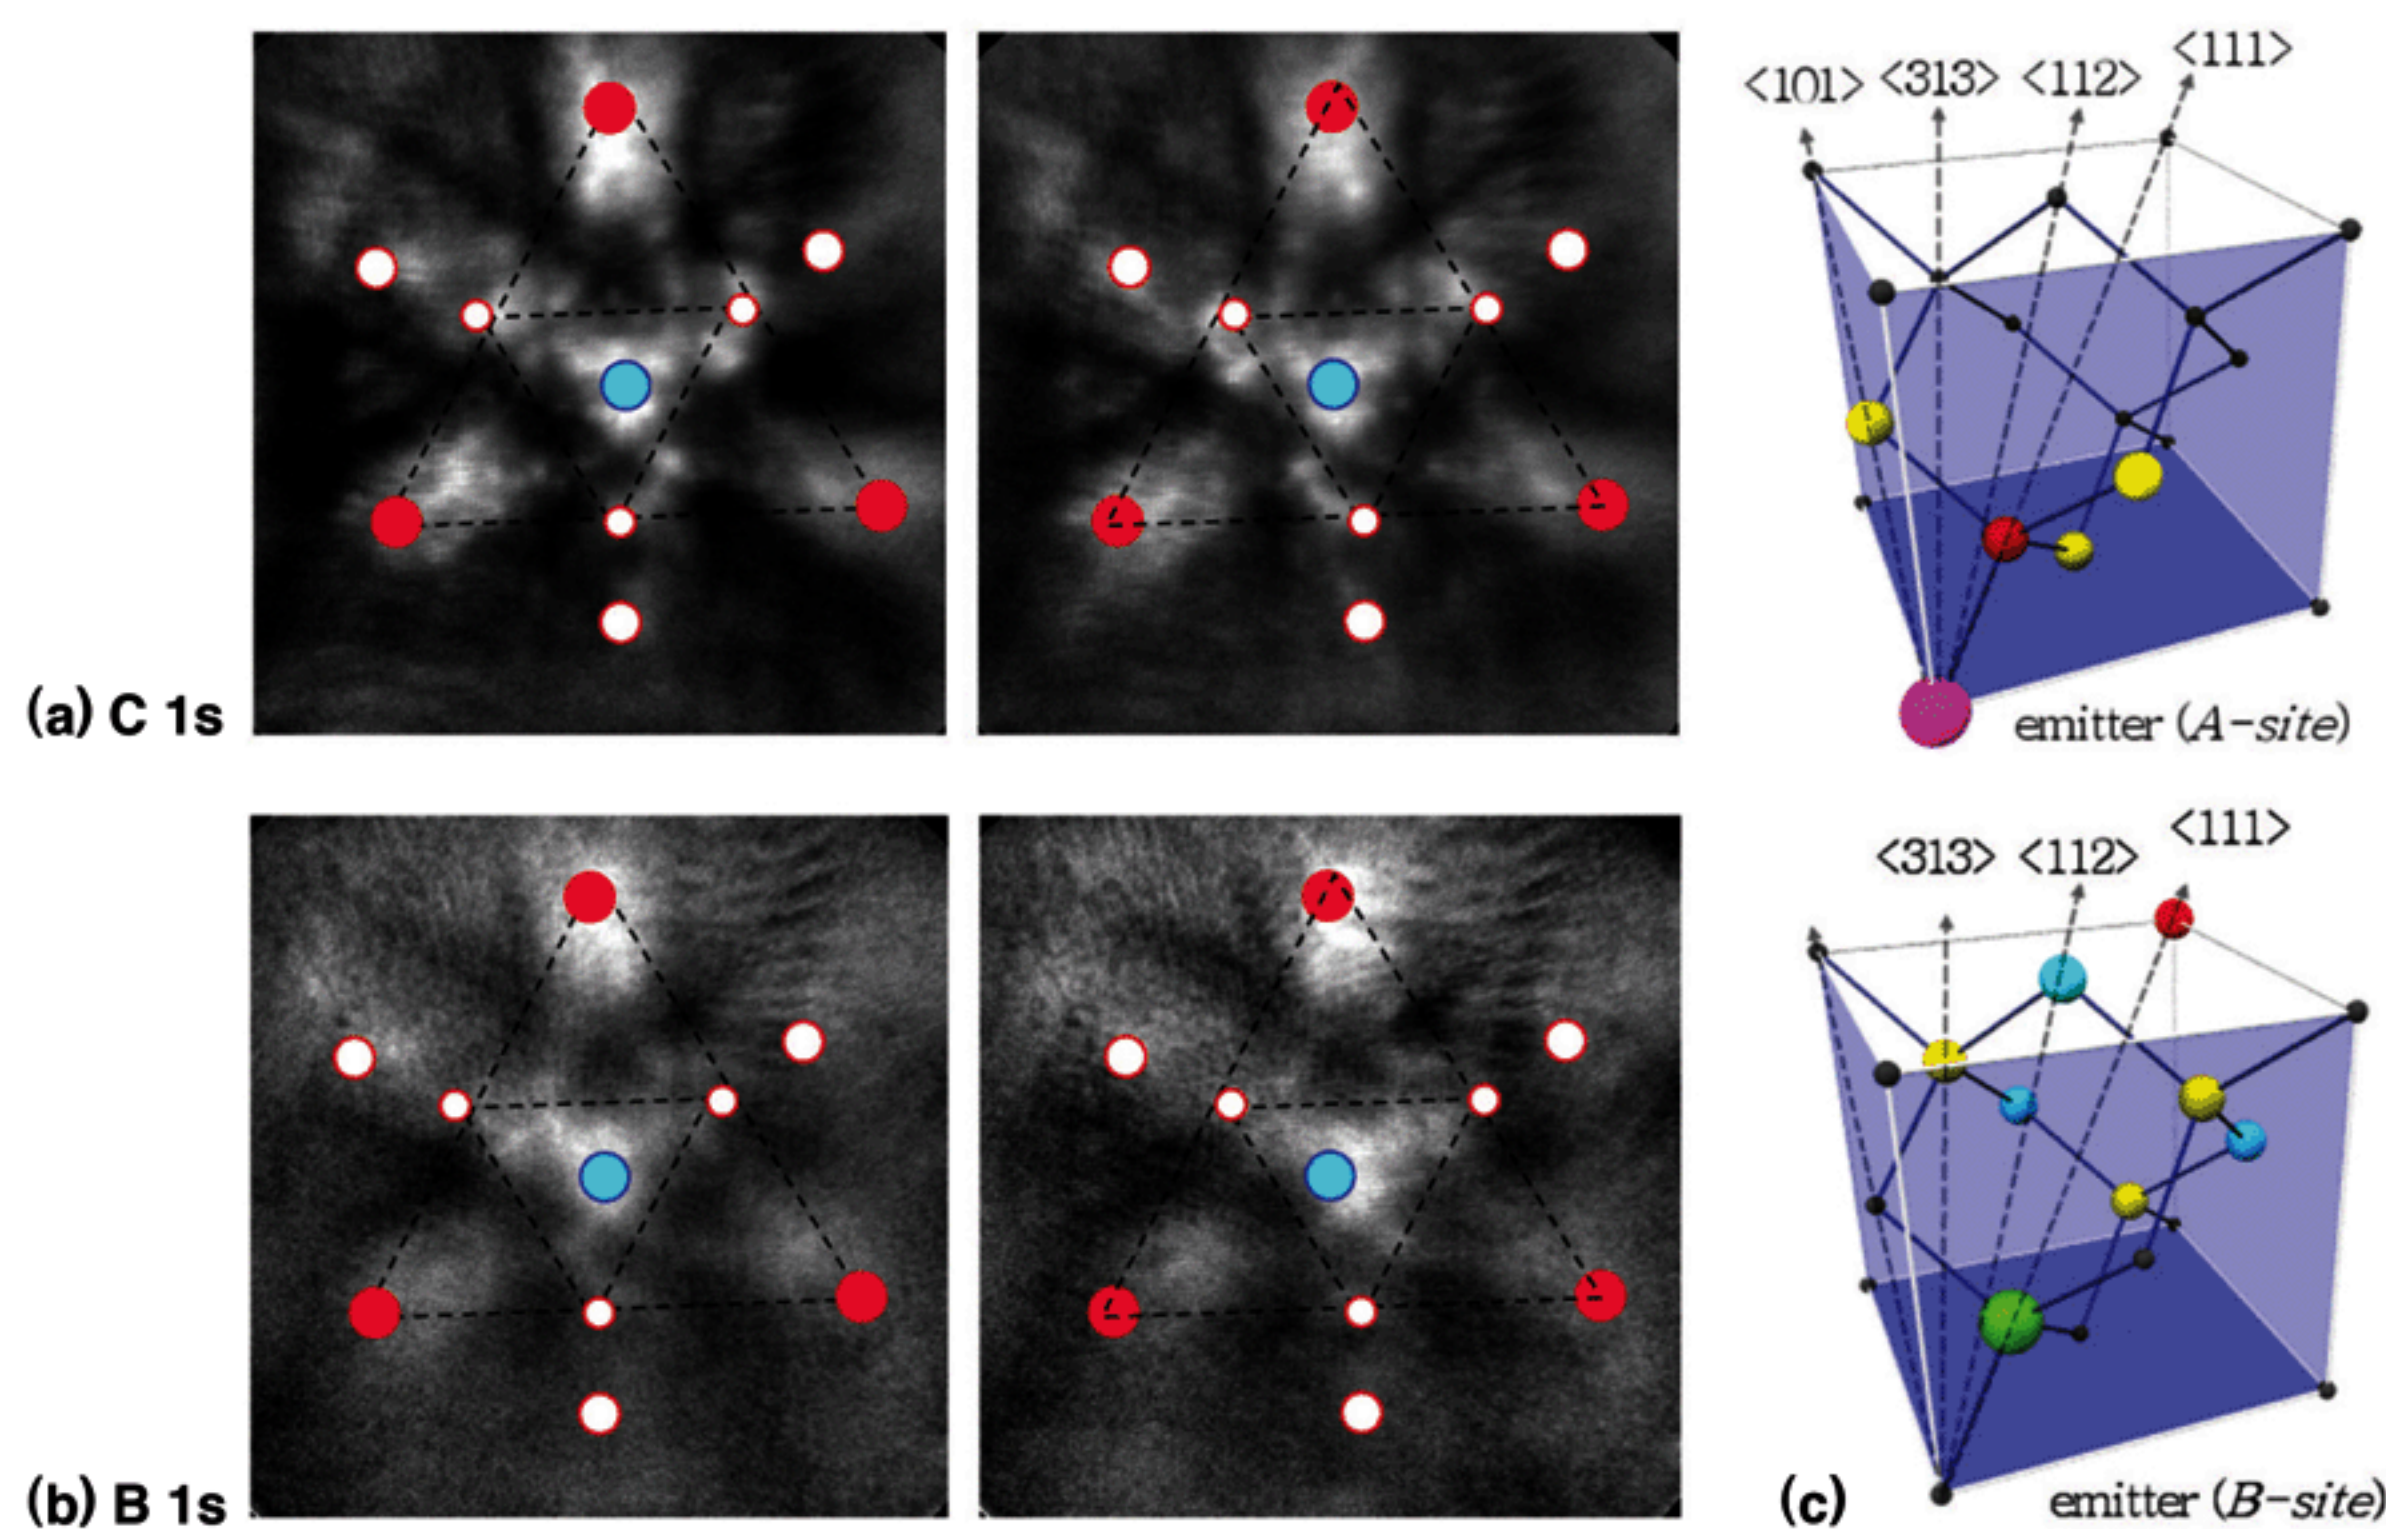 <111>
<101> <313> <112>
emitter (A-site)
(a) C 1s
<111>
<313> <112>
emitter (B-site)
(b) B 1s
(c)